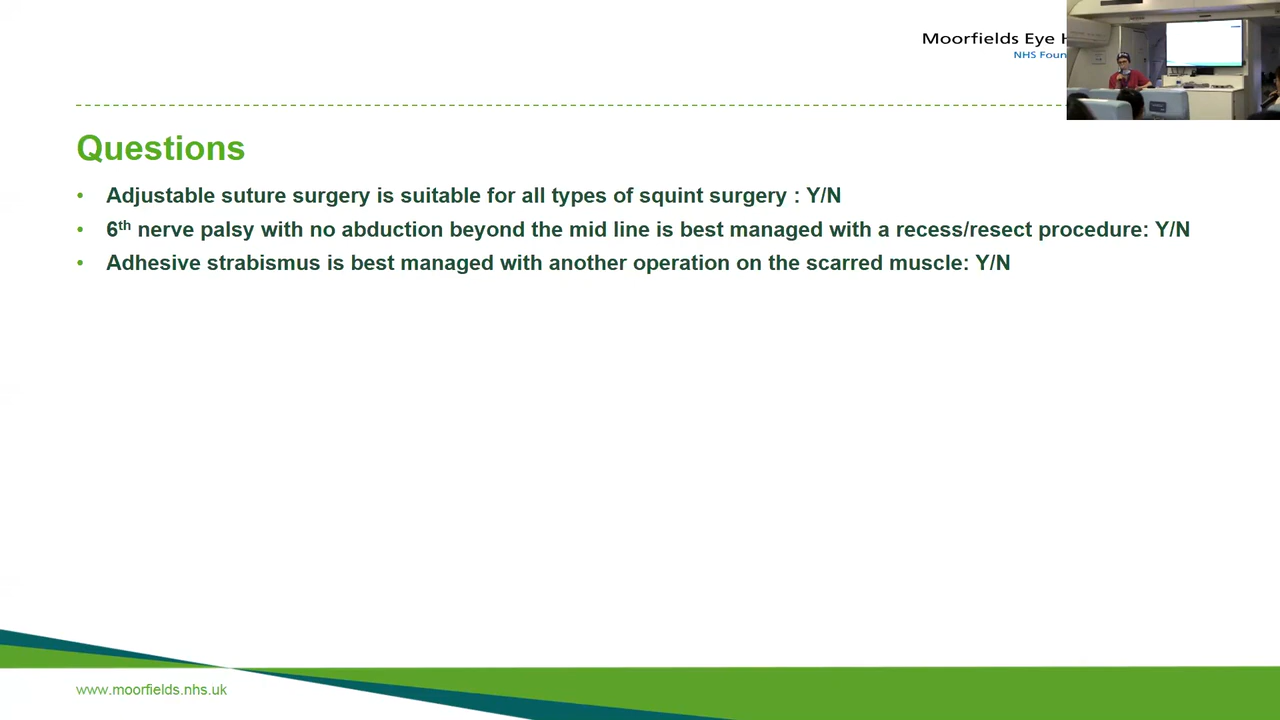 Moorfields Eye
NHS
Questions
• Adjustable suture surgery is suitable for all types of squint surgery : Y/N
• 6th nerve palsy with no abduction beyond the mid line is best managed with a recess/resect procedure: Y/N
• Adhesive strabismus is best managed with another operation on the scarred muscle: Y/N
www.moorfields.nhs.uk